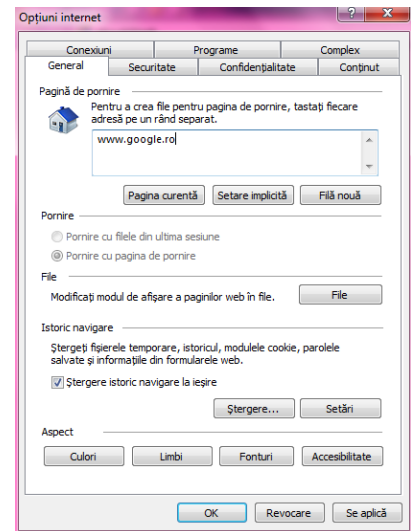 Opțiuni internet
Conexiuni Programe Complex
General Securitate Confidențialitate Conținut
Pagină de pornire
Pentru a crea file pentru pagina de pornire, tastați fiecare
adresă pe un rând separat.
www.google.ro
Pagina curentă Setare implicită Filă nouă
Pornire
Pornire cu filele din ultima sesiune
Pornire cu pagina de pornire
File
Modificați modul de afișare a paginilor web în file. File
Istoric navigare
Ștergeți fișierele temporare, istoricul, modulele cookie, parolele
salvate și informațiile din formularele web.
Ștergere istoric navigare la ieșire
Ștergere... Setări
Aspect
Culori Limbi Fonturi Accesibilitate
OK Revocare Se aplică